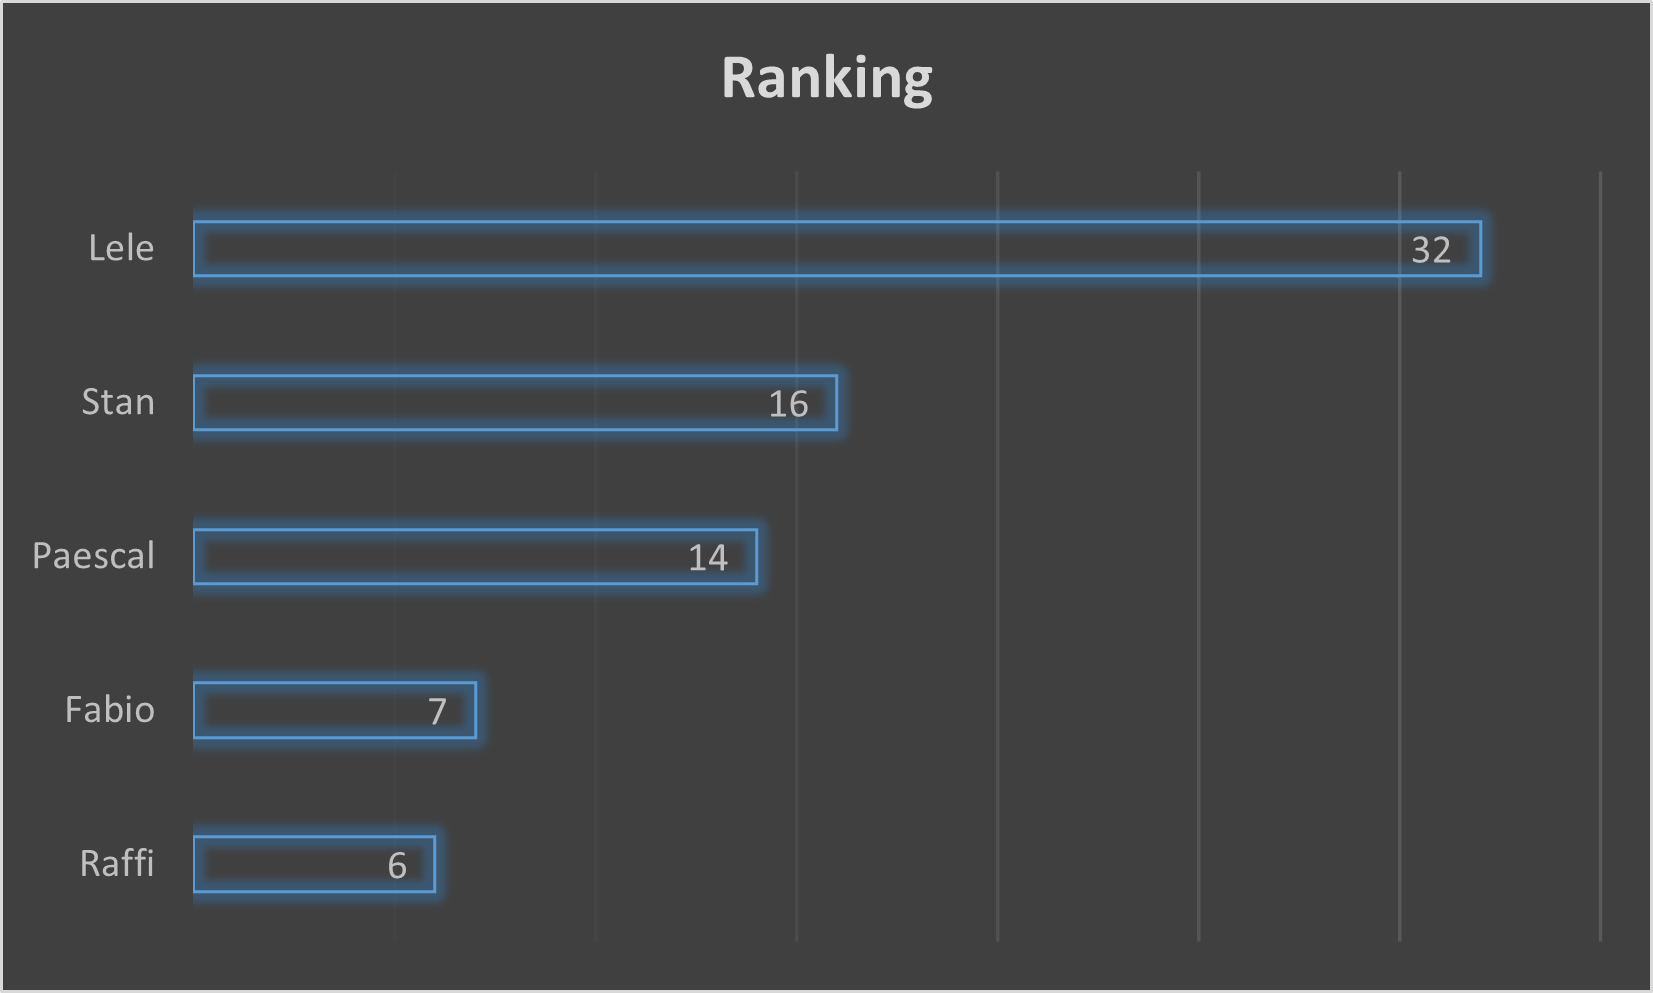 Ranking
Lele 32
Stan 16
Paescal 14
Fabio 7
Raffi 6